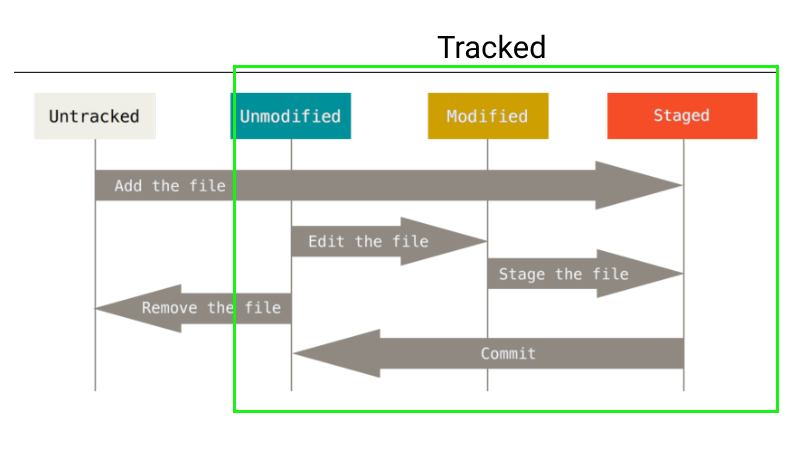 Tracked
Untracked
Unmodified
Modified
Staged
Add the file
Edit the file
Stage the file
Remove the file
Commit